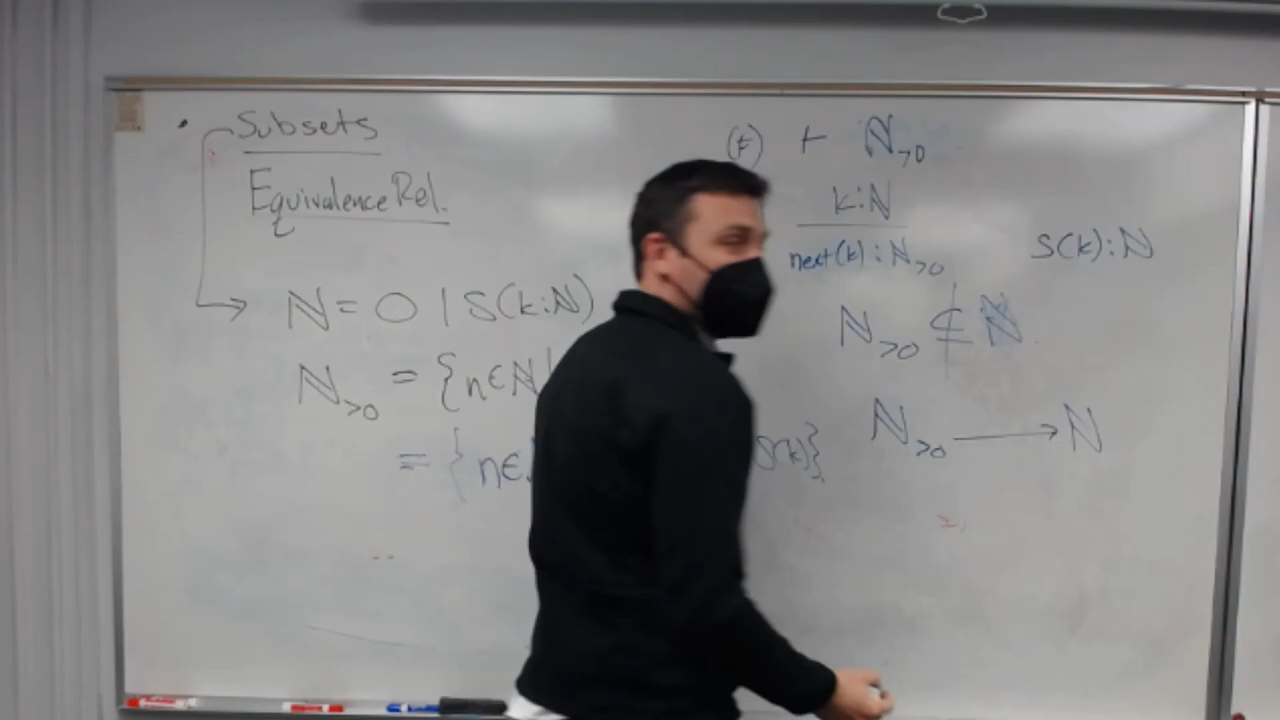 Subsets
Equivalence Rel.
ℕ = 0 | S(k:ℕ)
ℕ>0 = {n∈ℕ|
= {n∈ S(k)}
(F) ⊢ ℕ>0
k:ℕ
next(k) : ℕ>0
S(k):ℕ
ℕ>0 ⊈ ℕ
ℕ>0 ⟶ ℕ